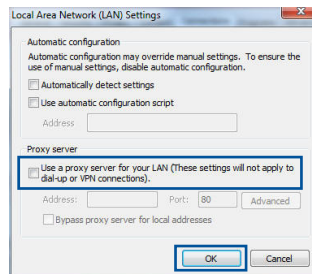 Local Area Network (LAN) Settings
Automatic configuration
Automatic configuration may override manual settings. To ensure the
use of manual settings, disable automatic configuration.
Automatically detect settings
Use automatic configuration script
Address
Proxy server
Use a proxy server for your LAN (These settings will not apply to
dial-up or VPN connections).
Address: Port: 80 Advanced
Bypass proxy server for local addresses
OK Cancel